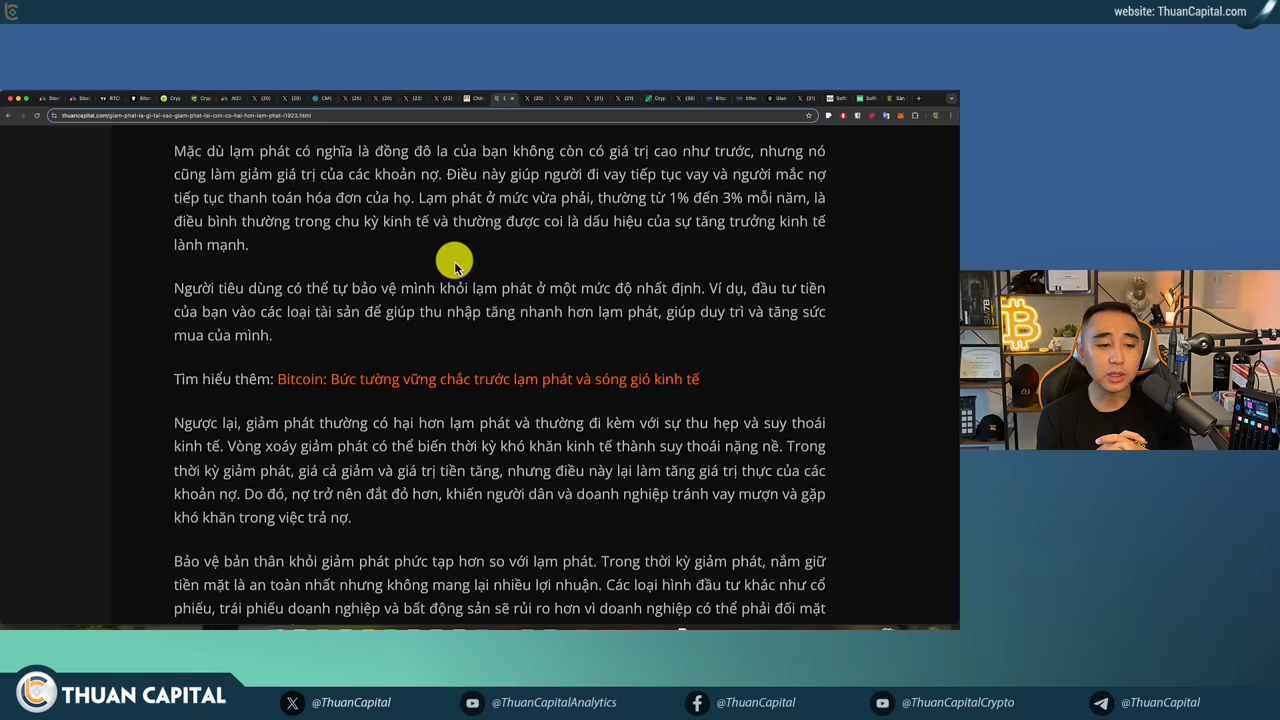 website: ThuanCapital.com
thuancapital.com/giam-phat-la-gi-tai-sao-giam-phat-lai-con-co-hai-hon-lam-phat-i1923.html
Mặc dù lạm phát có nghĩa là đồng đô la của bạn không còn có giá trị cao như trước, nhưng nó
cũng làm giảm giá trị của các khoản nợ. Điều này giúp người đi vay tiếp tục vay và người mắc nợ
tiếp tục thanh toán hóa đơn của họ. Lạm phát ở mức vừa phải, thường từ 1% đến 3% mỗi năm, là
điều bình thường trong chu kỳ kinh tế và thường được coi là dấu hiệu của sự tăng trưởng kinh tế
lành mạnh.
Người tiêu dùng có thể tự bảo vệ mình khỏi lạm phát ở một mức độ nhất định. Ví dụ, đầu tư tiền
của bạn vào các loại tài sản để giúp thu nhập tăng nhanh hơn lạm phát, giúp duy trì và tăng sức
mua của mình.
Tìm hiểu thêm: Bitcoin: Bức tường vững chắc trước lạm phát và sóng gió kinh tế
Ngược lại, giảm phát thường có hại hơn lạm phát và thường đi kèm với sự thu hẹp và suy thoái
kinh tế. Vòng xoáy giảm phát có thể biến thời kỳ khó khăn kinh tế thành suy thoái nặng nề. Trong
thời kỳ giảm phát, giá cả giảm và giá trị tiền tăng, nhưng điều này lại làm tăng giá trị thực của các
khoản nợ. Do đó, nợ trở nên đắt đỏ hơn, khiến người dân và doanh nghiệp tránh vay mượn và gặp
khó khăn trong việc trả nợ.
Bảo vệ bản thân khỏi giảm phát phức tạp hơn so với lạm phát. Trong thời kỳ giảm phát, nắm giữ
tiền mặt là an toàn nhất nhưng không mang lại nhiều lợi nhuận. Các loại hình đầu tư khác như cổ
phiếu, trái phiếu doanh nghiệp và bất động sản sẽ rủi ro hơn vì doanh nghiệp có thể phải đối mặt
SM7B
THUAN CAPITAL
@ThuanCapital
@ThuanCapitalAnalytics
@ThuanCapital
@ThuanCapitalCrypto
@ThuanCapital